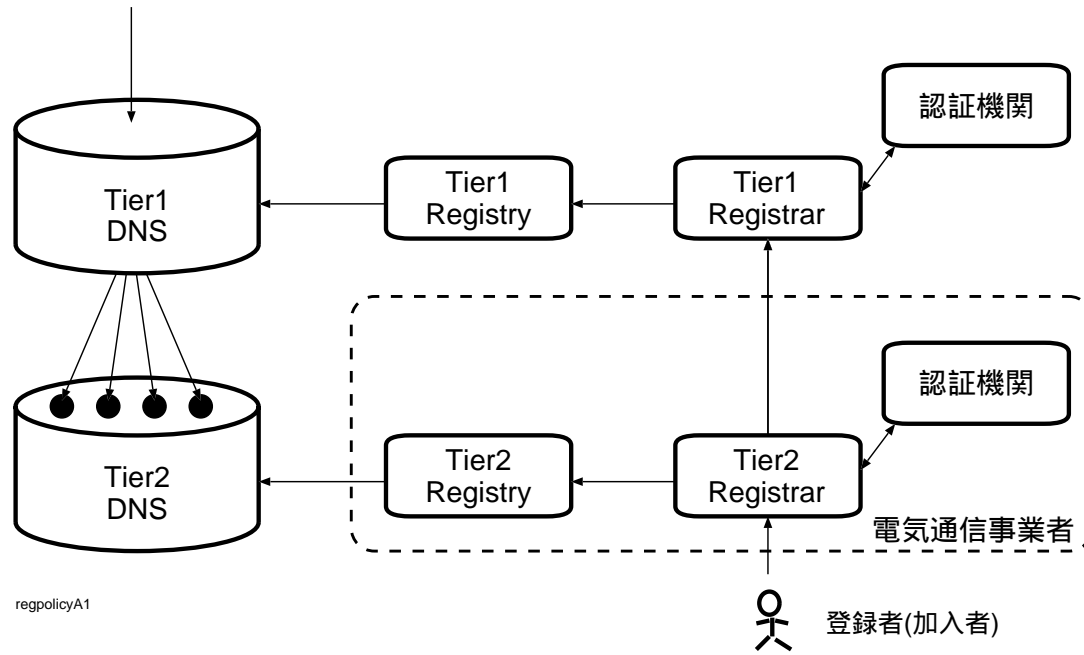 認証機関
Tier1
DNS
Tier1
Registry
Tier1
Registrar
認証機関
Tier2
DNS
Tier2
Registry
Tier2
Registrar
電気通信事業者
regpolicyA1
登録者(加入者)